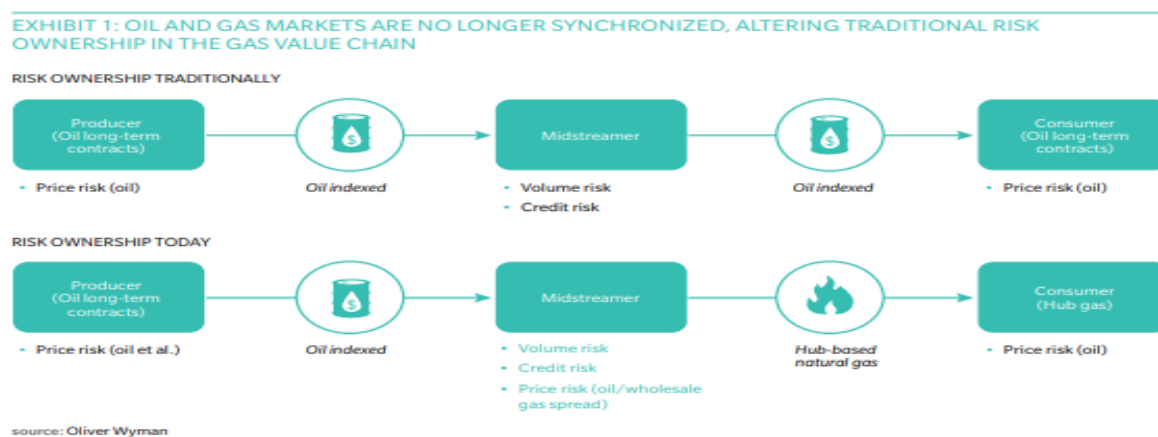 EXHIBIT 1: OIL AND GAS MARKETS ARE NO LONGER SYNCHRONIZED, ALTERING TRADITIONAL RISK
OWNERSHIP IN THE GAS VALUE CHAIN
RISK OWNERSHIP TRADITIONALLY
Producer
(Oil long-term
contracts)
• Price risk (oil)
$
Oil indexed
Midstreamer
• Volume risk
• Credit risk
$
Oil indexed
Consumer
(Oil long-term
contracts)
• Price risk (oil)
RISK OWNERSHIP TODAY
Producer
(Oil long-term
contracts)
• Price risk (oil et al.)
$
Oil indexed
Midstreamer
• Volume risk
• Credit risk
• Price risk (oil/wholesale
gas spread)
Hub-based
natural gas
Consumer
(Hub gas)
• Price risk (oil)
source: Oliver Wyman